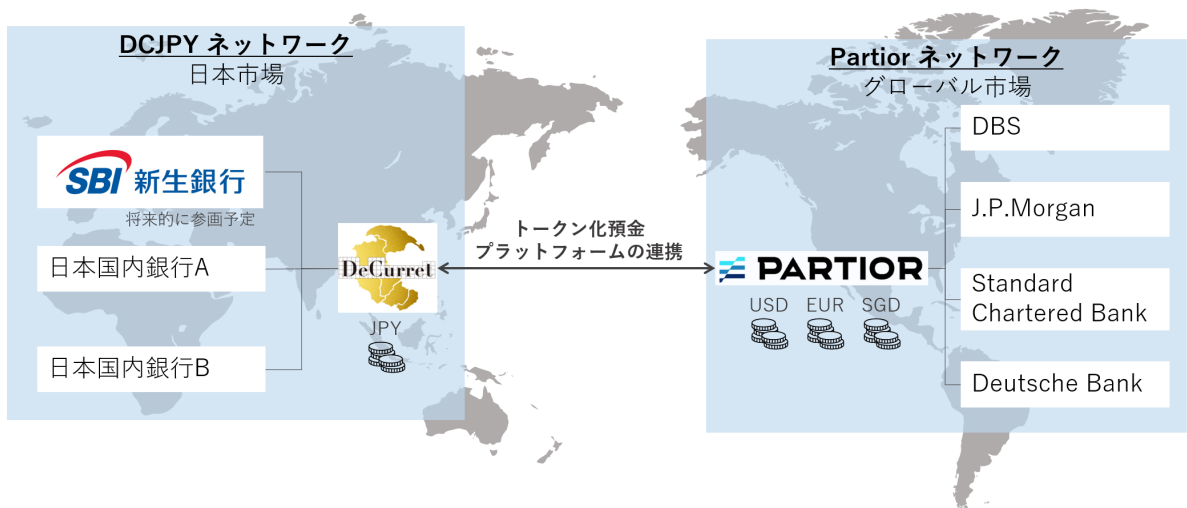 DCJPY ネットワーク
日本市場
SBI 新生銀行
将来的に参画予定
日本国内銀行A
日本国内銀行B
DeCurret
JPY
トークン化預金
プラットフォームの連携
Partior ネットワーク
グローバル市場
PARTIOR
USD EUR SGD
DBS
J.P.Morgan
Standard
Chartered Bank
Deutsche Bank